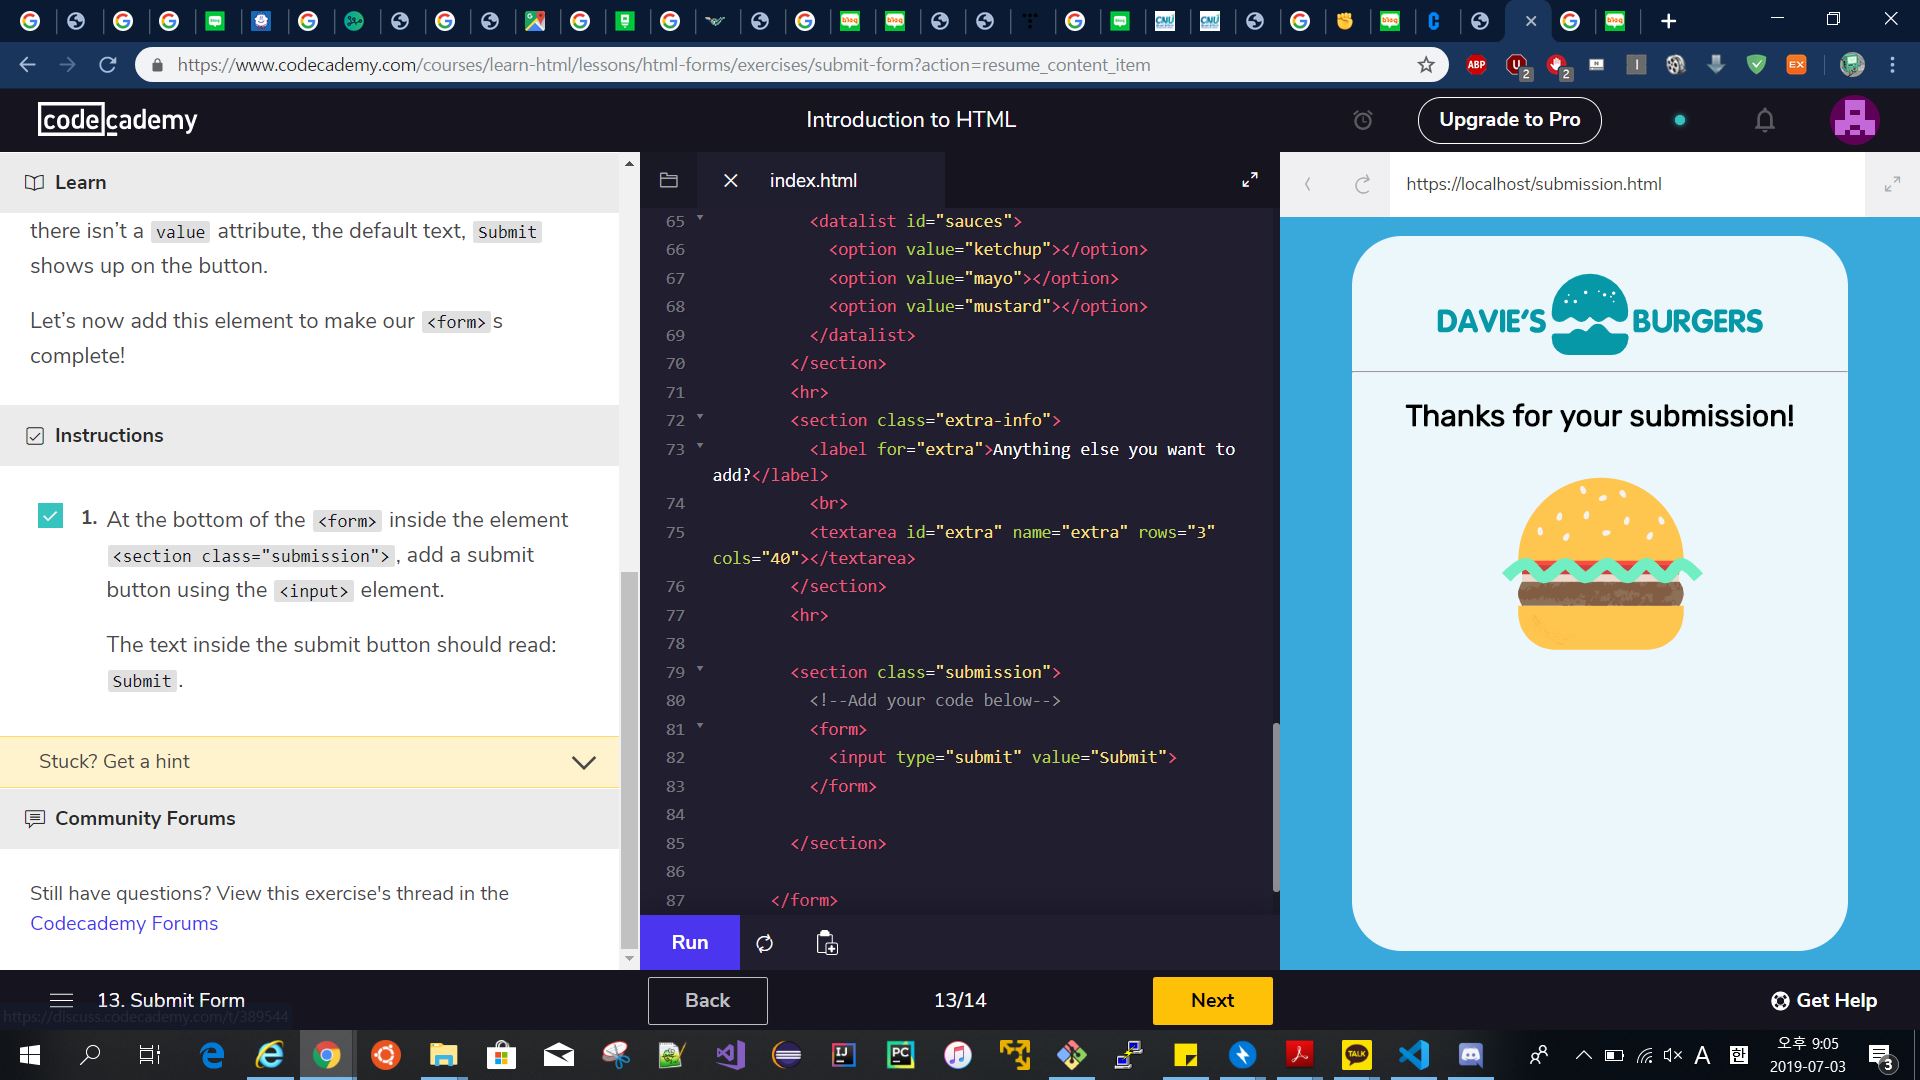 https://www.codecademy.com/courses/learn-html/lessons/html-forms/exercises/submit-form?action=resume_content_item
ABP
2
2
EX
codecademy
Introduction to HTML
Upgrade to Pro
Learn
there isn’t a value attribute, the default text, Submit
shows up on the button.
Let’s now add this element to make our <form>s
complete!
Instructions
1. At the bottom of the <form> inside the element
<section class="submission">, add a submit
button using the <input> element.
The text inside the submit button should read:
Submit.
Stuck? Get a hint
Community Forums
Still have questions? View this exercise's thread in the
Codecademy Forums
index.html
65 <datalist id="sauces">
66 <option value="ketchup"></option>
67 <option value="mayo"></option>
68 <option value="mustard"></option>
69 </datalist>
70 </section>
71 <hr>
72 <section class="extra-info">
73 <label for="extra">Anything else you want to
add?</label>
74 <br>
75 <textarea id="extra" name="extra" rows="3"
cols="40"></textarea>
76 </section>
77 <hr>
78
79 <section class="submission">
80 <!--Add your code below-->
81 <form>
82 <input type="submit" value="Submit">
83 </form>
84
85 </section>
86
87 </form>
Run
https://localhost/submission.html
DAVIE’S BURGERS
Thanks for your submission!
13. Submit Form
https://discuss.codecademy.com/t/389544
Back
13/14
Next
Get Help
IJ
PC
TALK
A
한
오후 9:05
2019-07-03
3